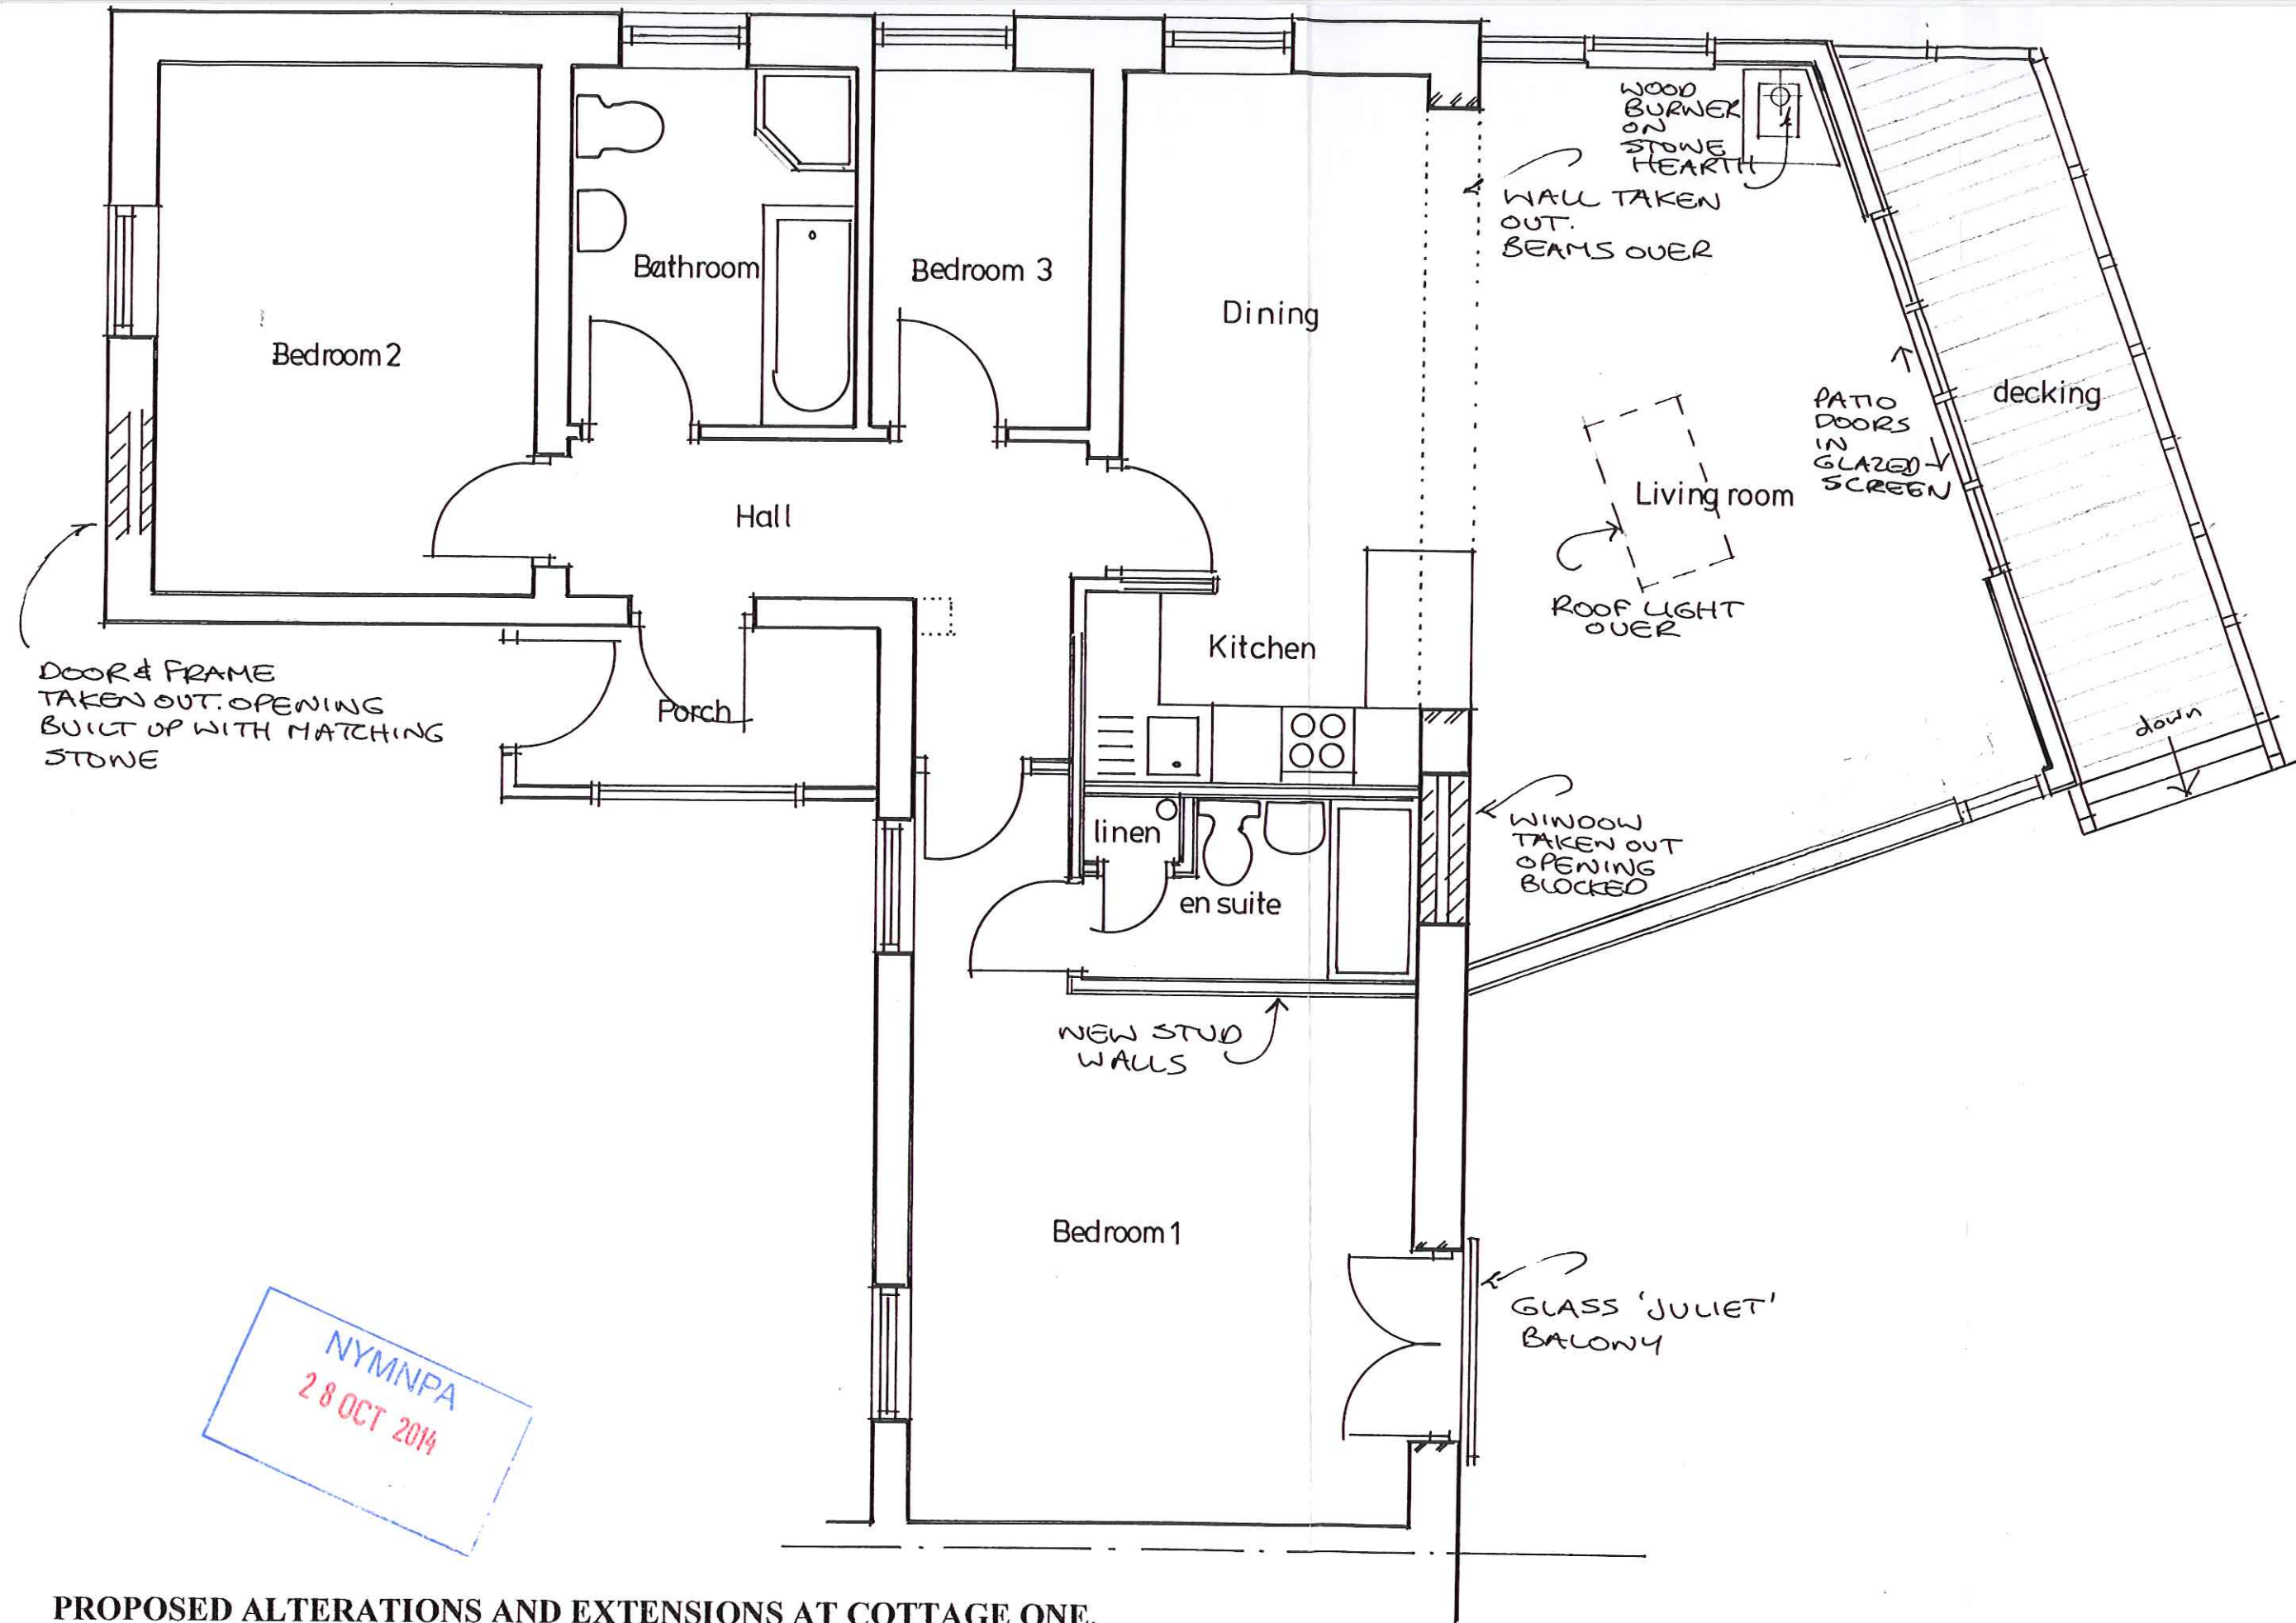 WOOD
BURNER
ON
STONE
HEARTH
WALL TAKEN
OUT.
BEAMS OVER
Bathroom
Bedroom 3
Dining
Bedroom 2
decking
PATIO
DOORS
IN
GLAZED
SCREEN
Living room
Hall
ROOF LIGHT
OVER
Kitchen
DOOR & FRAME
TAKEN OUT. OPENING
BUILT UP WITH MATCHING
STONE
Porch
down
linen
WINDOW
TAKEN OUT
OPENING
BLOCKED
en suite
NEW STUD
WALLS
Bedroom 1
GLASS 'JULIET'
BALONY
NYMNPA
28 OCT 2014
PROPOSED ALTERATIONS AND EXTENSIONS AT COTTAGE ONE.